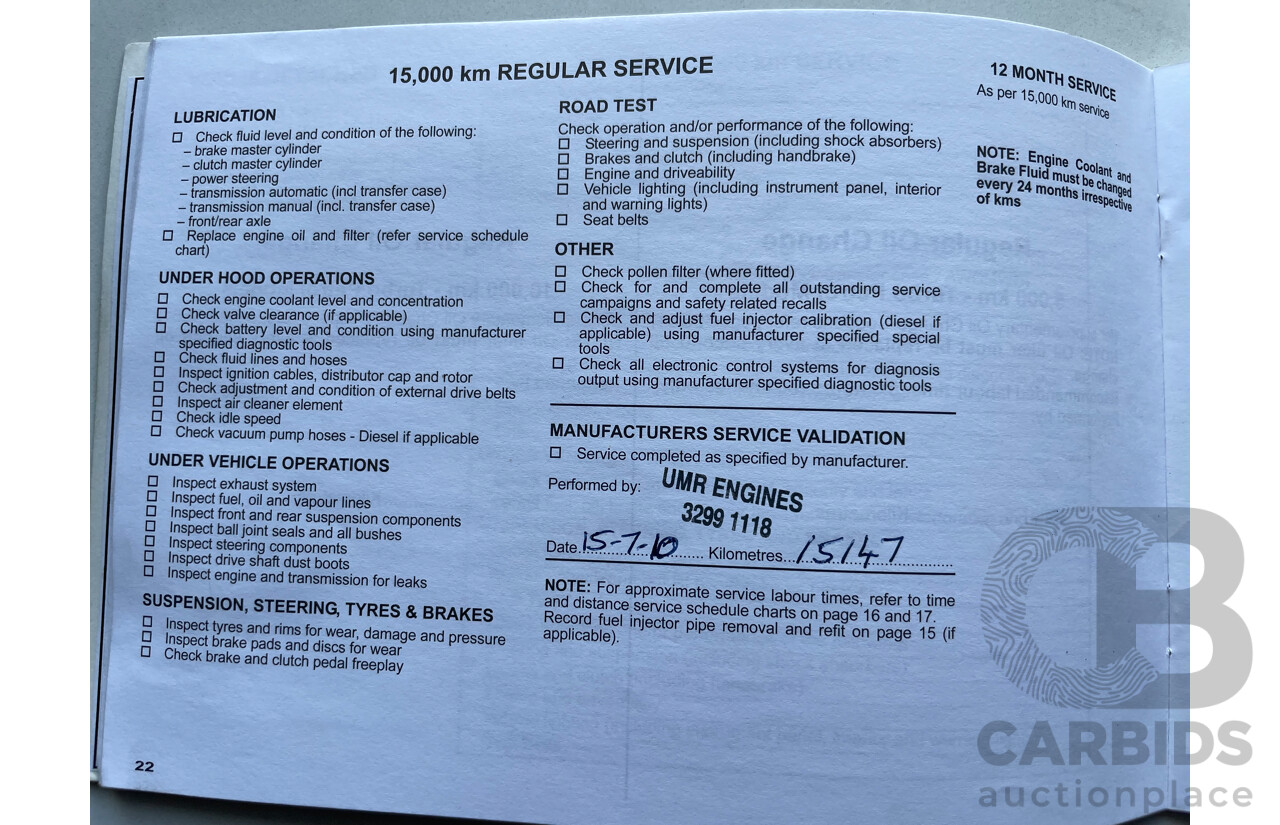 15,000 km REGULAR SERVICE
LUBRICATION
☐ Check fluid level and condition of the following:
– brake master cylinder
– clutch master cylinder
– power steering
– transmission automatic (incl transfer case)
– transmission manual (incl. transfer case)
– front/rear axle
☐ Replace engine oil and filter (refer service schedule
chart)
UNDER HOOD OPERATIONS
☐ Check engine coolant level and concentration
☐ Check valve clearance (if applicable)
☐ Check battery level and condition using manufacturer
specified diagnostic tools
☐ Check fluid lines and hoses
☐ Inspect ignition cables, distributor cap and rotor
☐ Check adjustment and condition of external drive belts
☐ Inspect air cleaner element
☐ Check idle speed
☐ Check vacuum pump hoses - Diesel if applicable
UNDER VEHICLE OPERATIONS
☐ Inspect exhaust system
☐ Inspect fuel, oil and vapour lines
☐ Inspect front and rear suspension components
☐ Inspect ball joint seals and all bushes
☐ Inspect steering components
☐ Inspect drive shaft dust boots
☐ Inspect engine and transmission for leaks
SUSPENSION, STEERING, TYRES & BRAKES
☐ Inspect tyres and rims for wear, damage and pressure
☐ Inspect brake pads and discs for wear
☐ Check brake and clutch pedal freeplay
22
ROAD TEST
Check operation and/or performance of the following:
☐ Steering and suspension (including shock absorbers)
☐ Brakes and clutch (including handbrake)
☐ Engine and driveability
☐ Vehicle lighting (including instrument panel, interior
and warning lights)
☐ Seat belts
OTHER
☐ Check pollen filter (where fitted)
☐ Check for and complete all outstanding service
campaigns and safety related recalls
☐ Check and adjust fuel injector calibration (diesel if
applicable) using manufacturer specified special
tools
☐ Check all electronic control systems for diagnosis
output using manufacturer specified diagnostic tools
MANUFACTURERS SERVICE VALIDATION
☐ Service completed as specified by manufacturer.
Performed by: UMR ENGINES
3299 1118
Date 15-7-10 Kilometres 15147
NOTE: For approximate service labour times, refer to time
and distance service schedule charts on page 16 and 17.
Record fuel injector pipe removal and refit on page 15 (if
applicable).
12 MONTH SERVICE
As per 15,000 km service
NOTE: Engine Coolant and
Brake Fluid must be changed
every 24 months irrespective
of kms
CB
CARBIDS
auctionplace